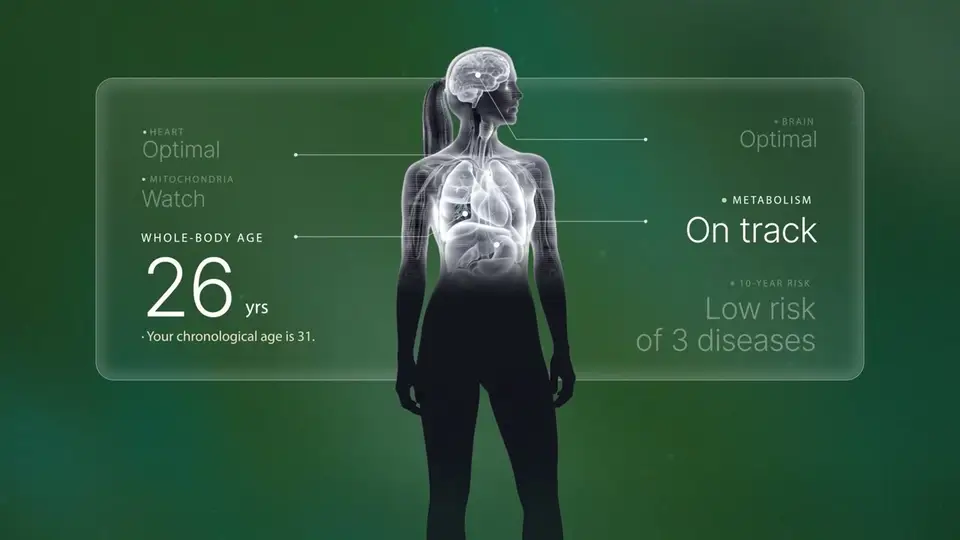 • HEART
Optimal
• MITOCHONDRIA
Watch
WHOLE-BODY AGE
26 yrs
· Your chronological age is 31.
• BRAIN
Optimal
• METABOLISM
On track
• 10-YEAR RISK
Low risk
of 3 diseases